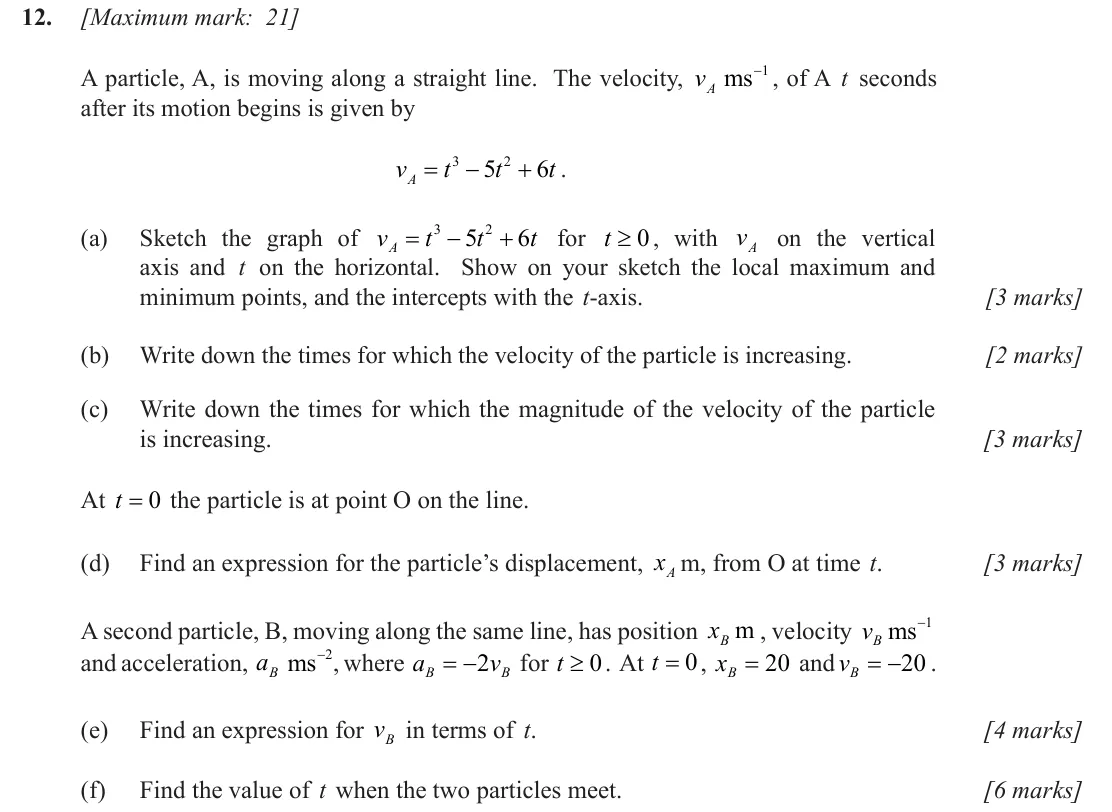 12. [Maximum mark: 21]
A particle, A, is moving along a straight line. The velocity, v_A ms⁻¹, of A t seconds
after its motion begins is given by
v_A = t³ − 5t² + 6t .
(a) Sketch the graph of v_A = t³ − 5t² + 6t for t ≥ 0, with v_A on the vertical
axis and t on the horizontal. Show on your sketch the local maximum and
minimum points, and the intercepts with the t-axis. [3 marks]
(b) Write down the times for which the velocity of the particle is increasing. [2 marks]
(c) Write down the times for which the magnitude of the velocity of the particle
is increasing. [3 marks]
At t = 0 the particle is at point O on the line.
(d) Find an expression for the particle’s displacement, x_A m, from O at time t. [3 marks]
A second particle, B, moving along the same line, has position x_B m , velocity v_B ms⁻¹
and acceleration, a_B ms⁻², where a_B = −2v_B for t ≥ 0. At t = 0, x_B = 20 and v_B = −20 .
(e) Find an expression for v_B in terms of t. [4 marks]
(f) Find the value of t when the two particles meet. [6 marks]